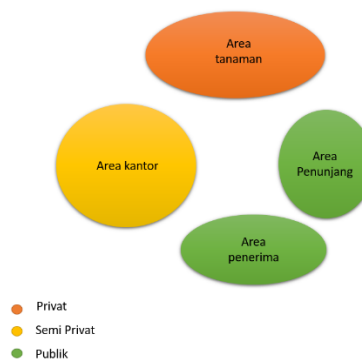 Area
tanaman
Area kantor
Area
Penunjang
Area
penerima
Privat
Semi Privat
Publik